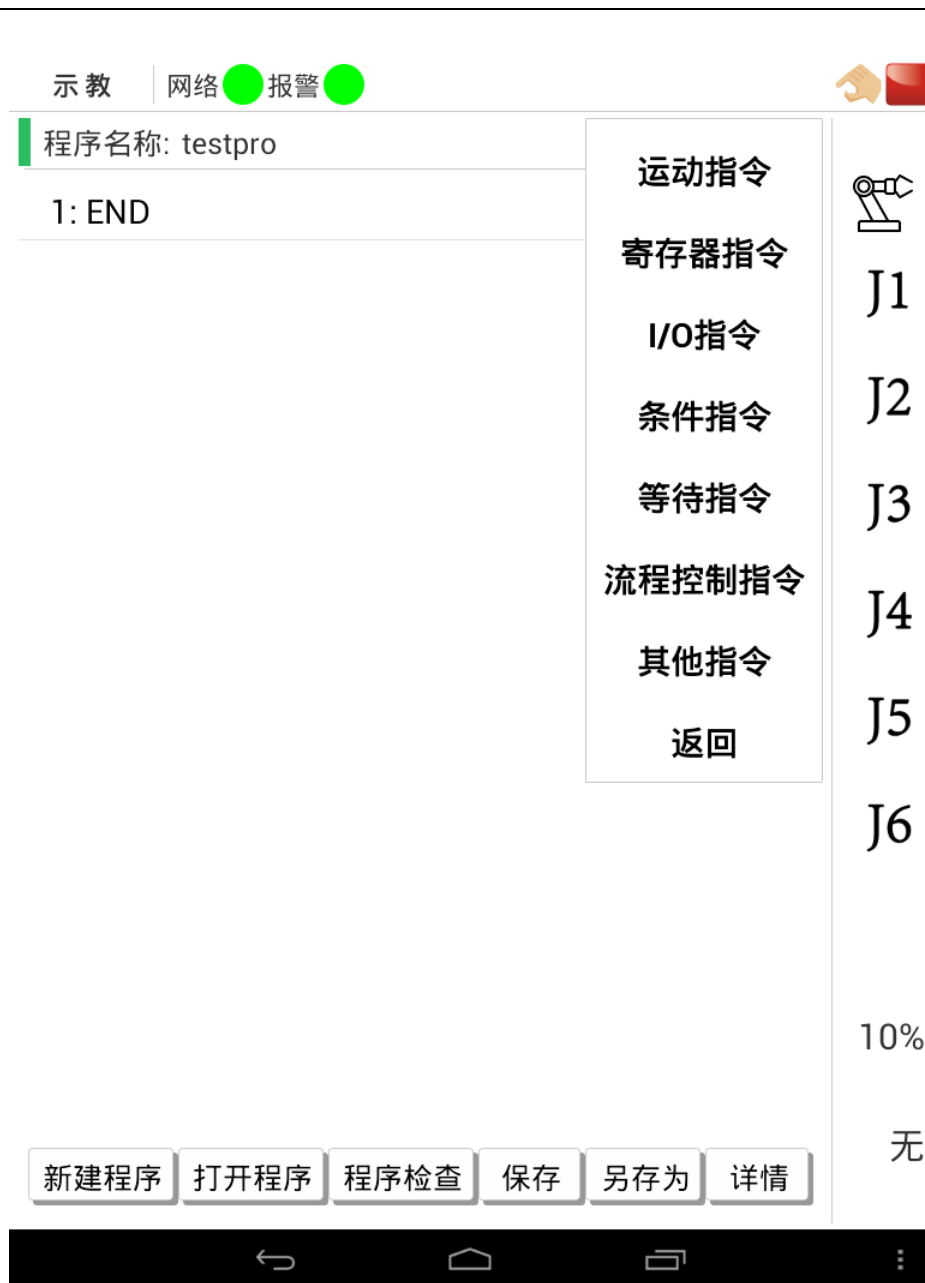 示教 网络 报警
程序名称: testpro
1: END
运动指令
寄存器指令
I/O指令
条件指令
等待指令
流程控制指令
其他指令
返回
J1
J2
J3
J4
J5
J6
10%
无
新建程序 打开程序 程序检查 保存 另存为 详情